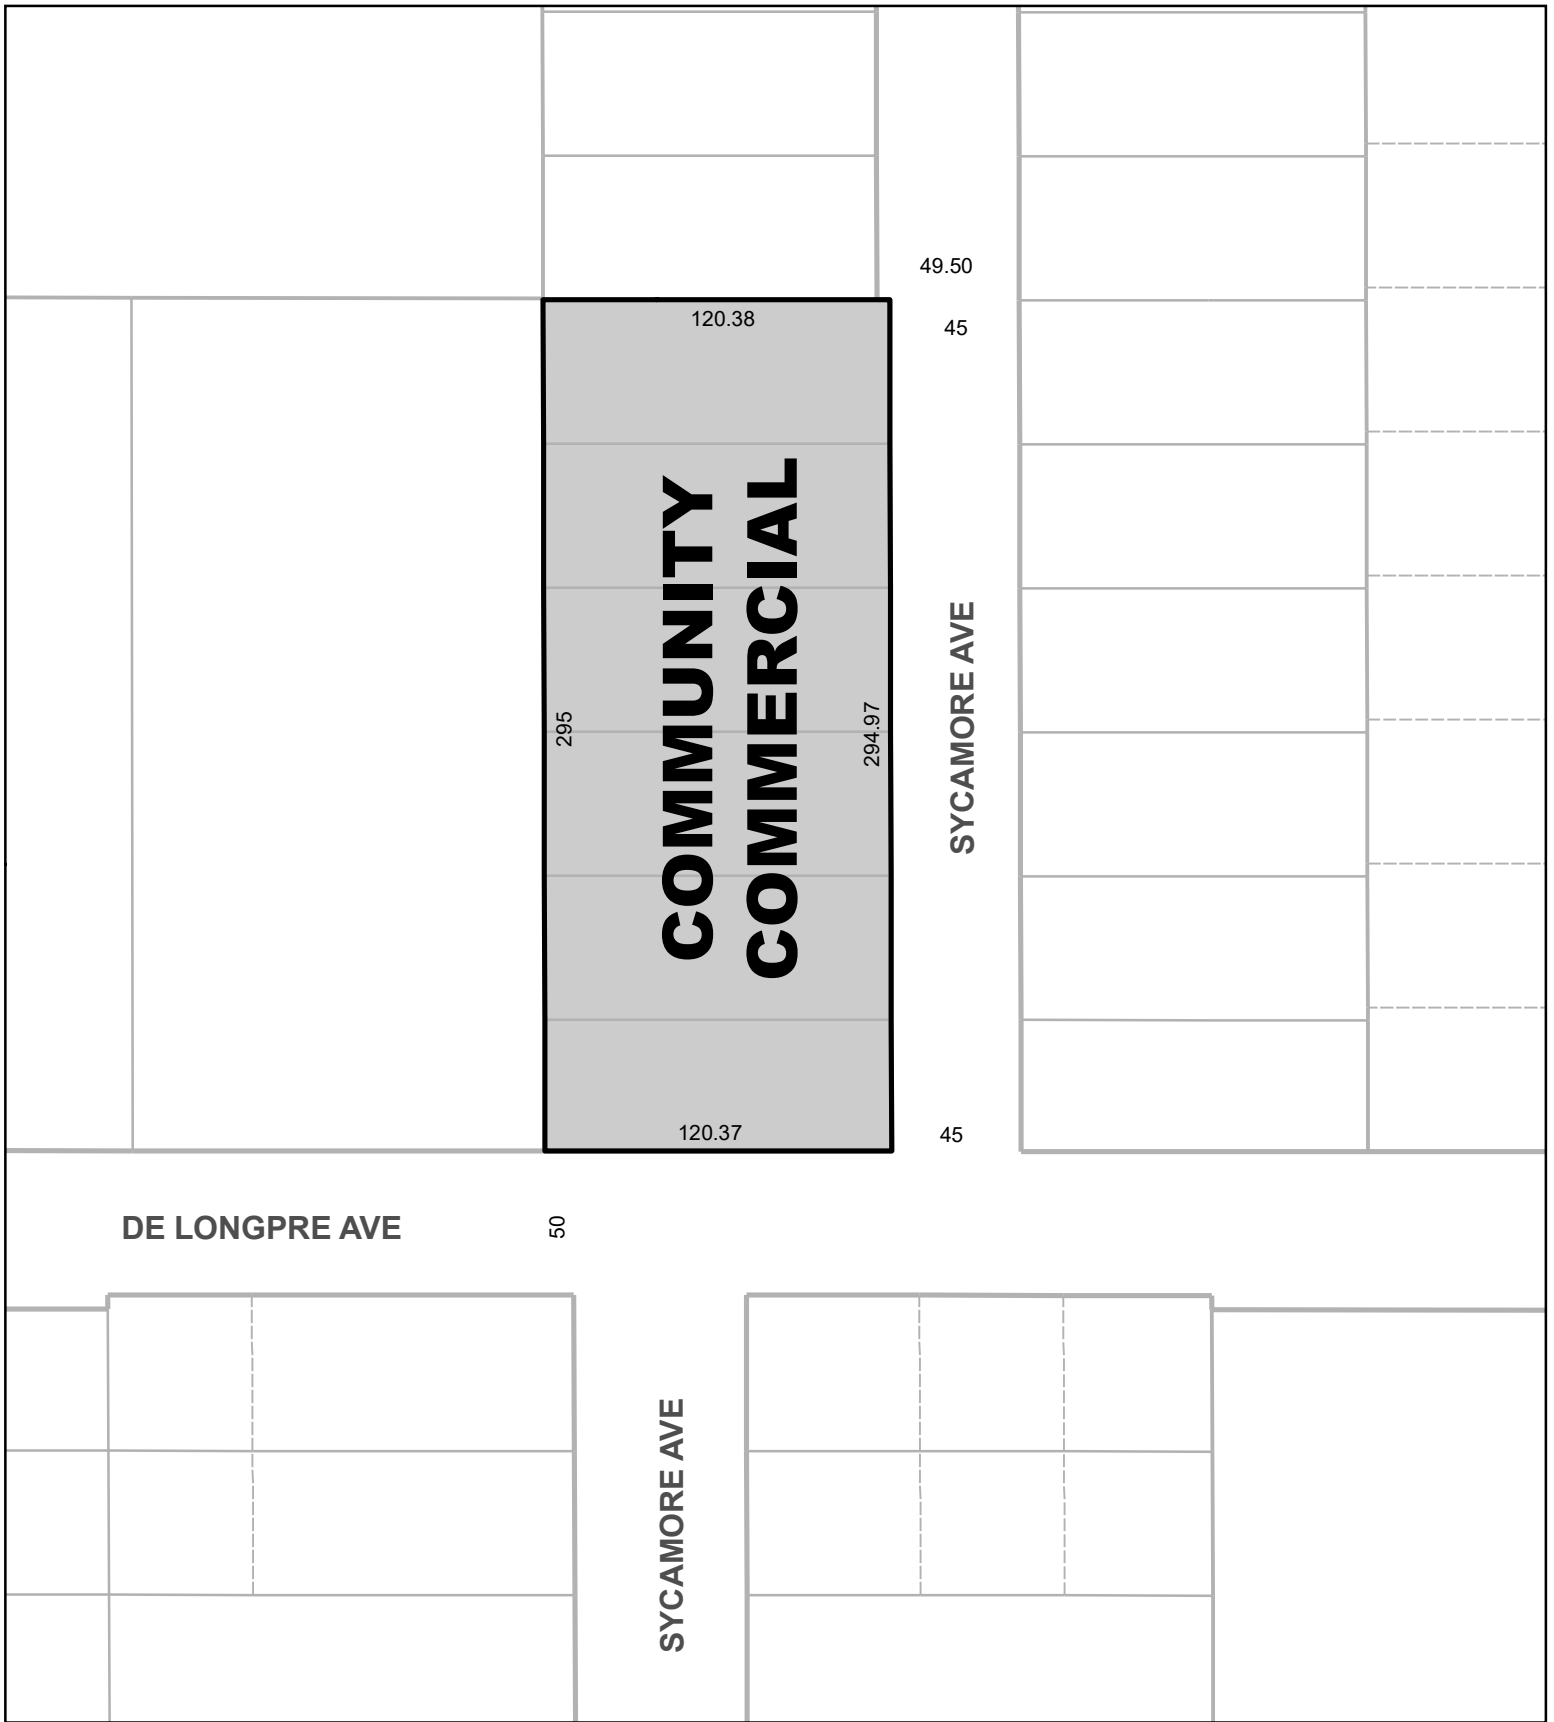 49.50
120.38
45
COMMUNITY
COMMERCIAL
295
294.97
SYCAMORE AVE
120.37
45
DE LONGPRE AVE
50
SYCAMORE AVE